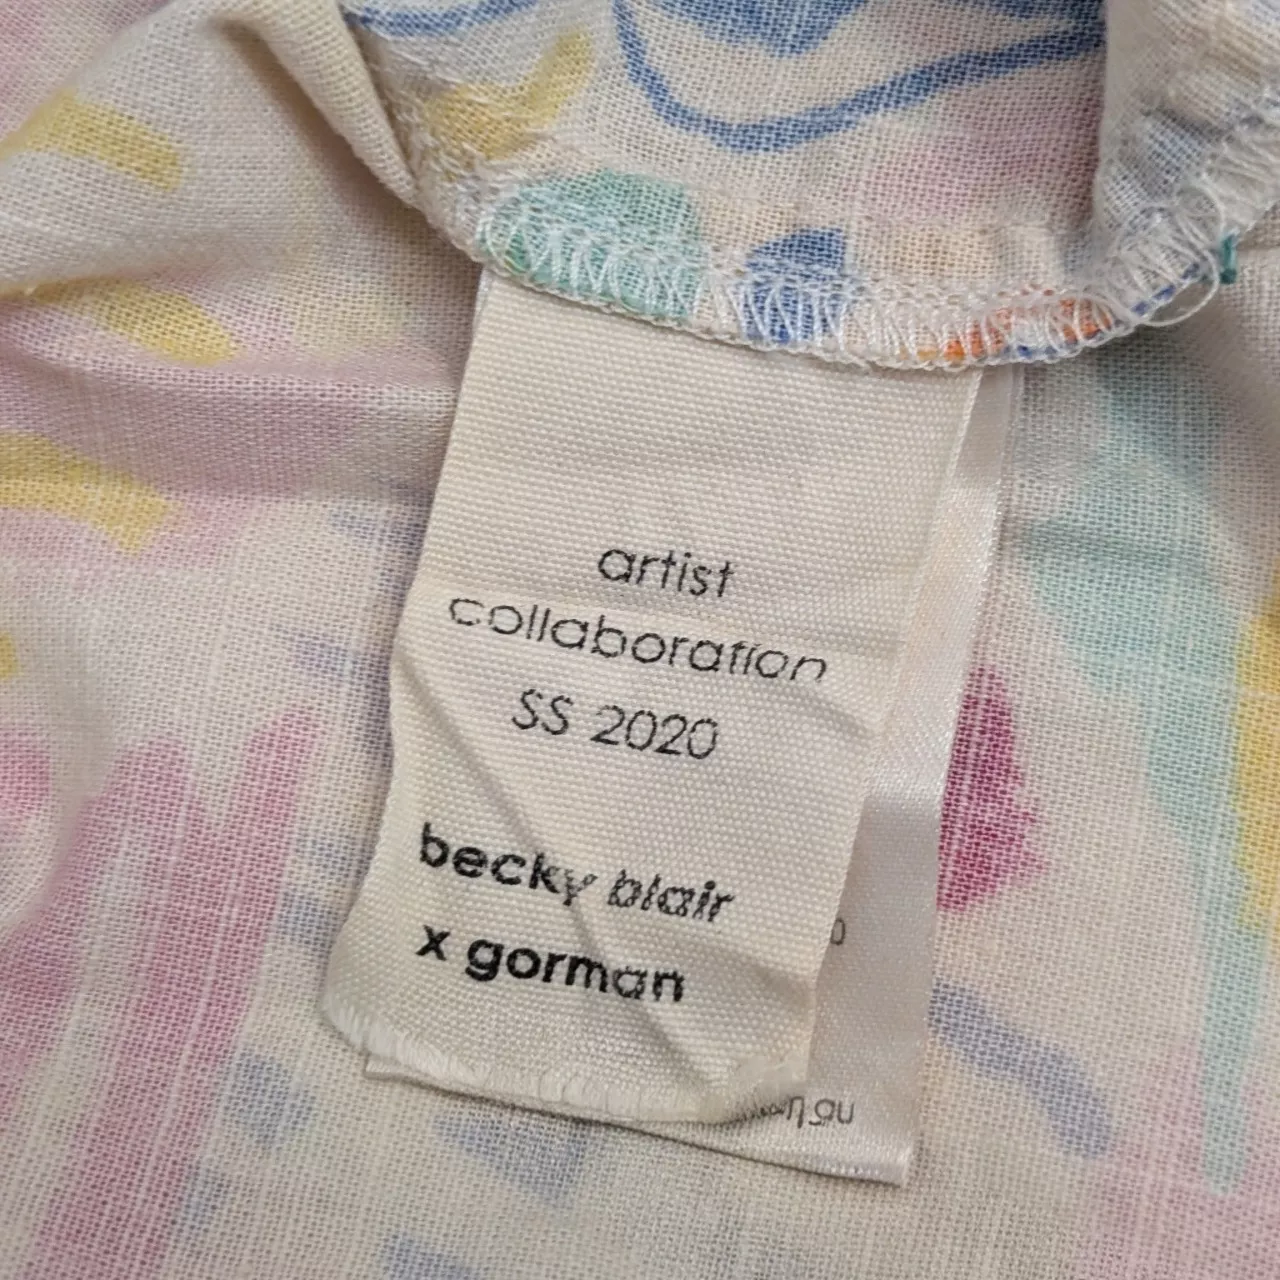 artist
collaboration
SS 2020
becky blair
x gorman